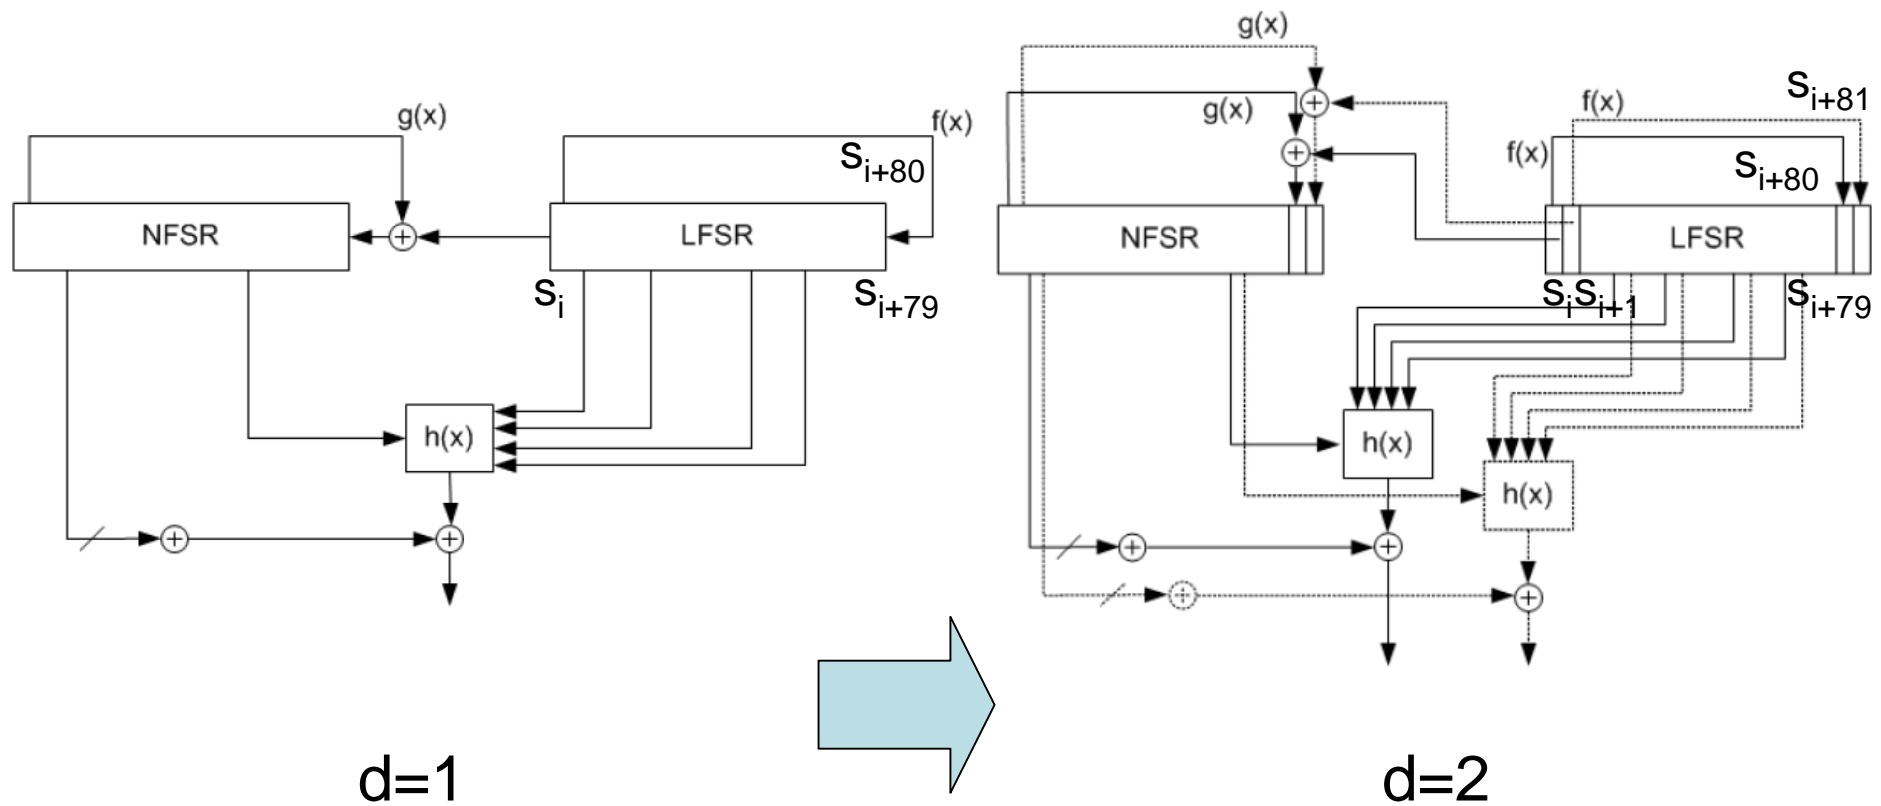 g(x)
f(x)
s_{i+80}
NFSR
LFSR
s_i
s_{i+79}
h(x)
d=1
g(x)
g(x)
f(x)
s_{i+81}
f(x)
s_{i+80}
NFSR
LFSR
s_i s_{i+1}
s_{i+79}
h(x)
h(x)
d=2